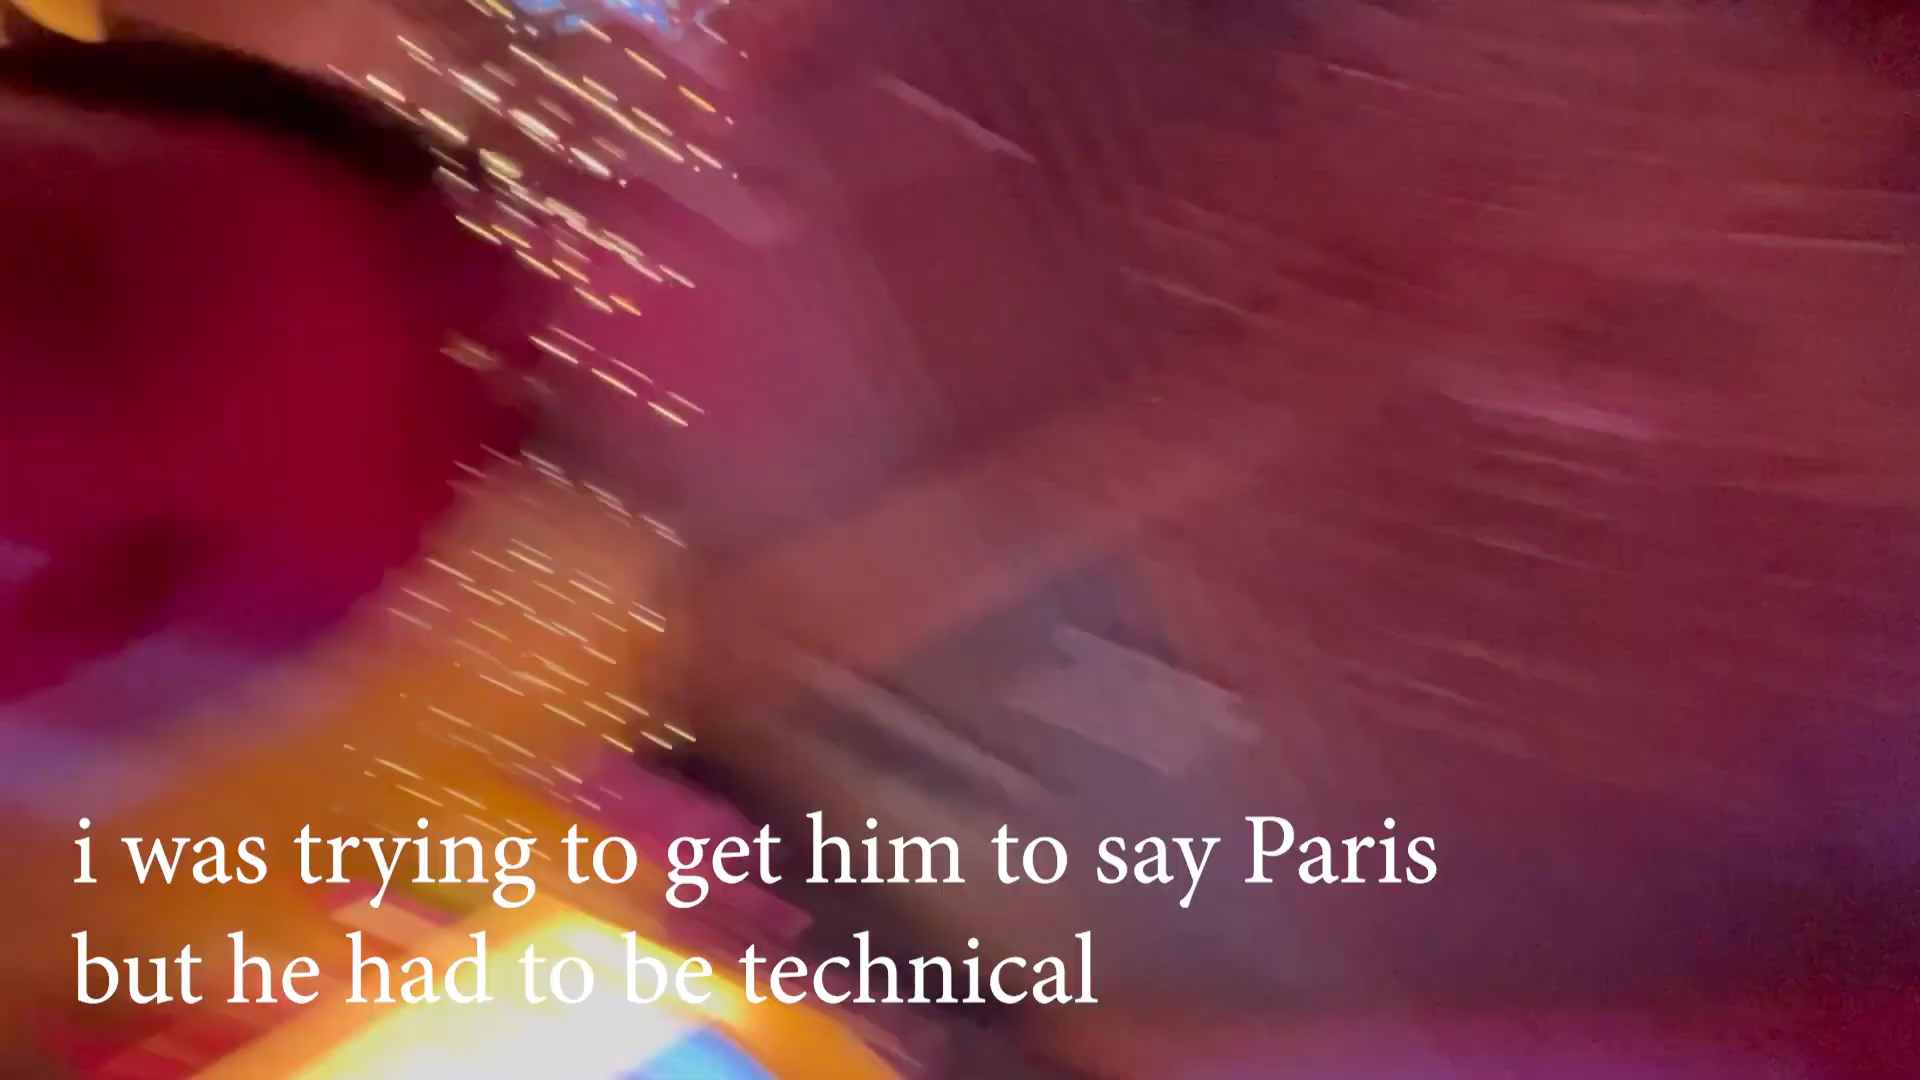 i was trying to get him to say Paris
but he had to be technical